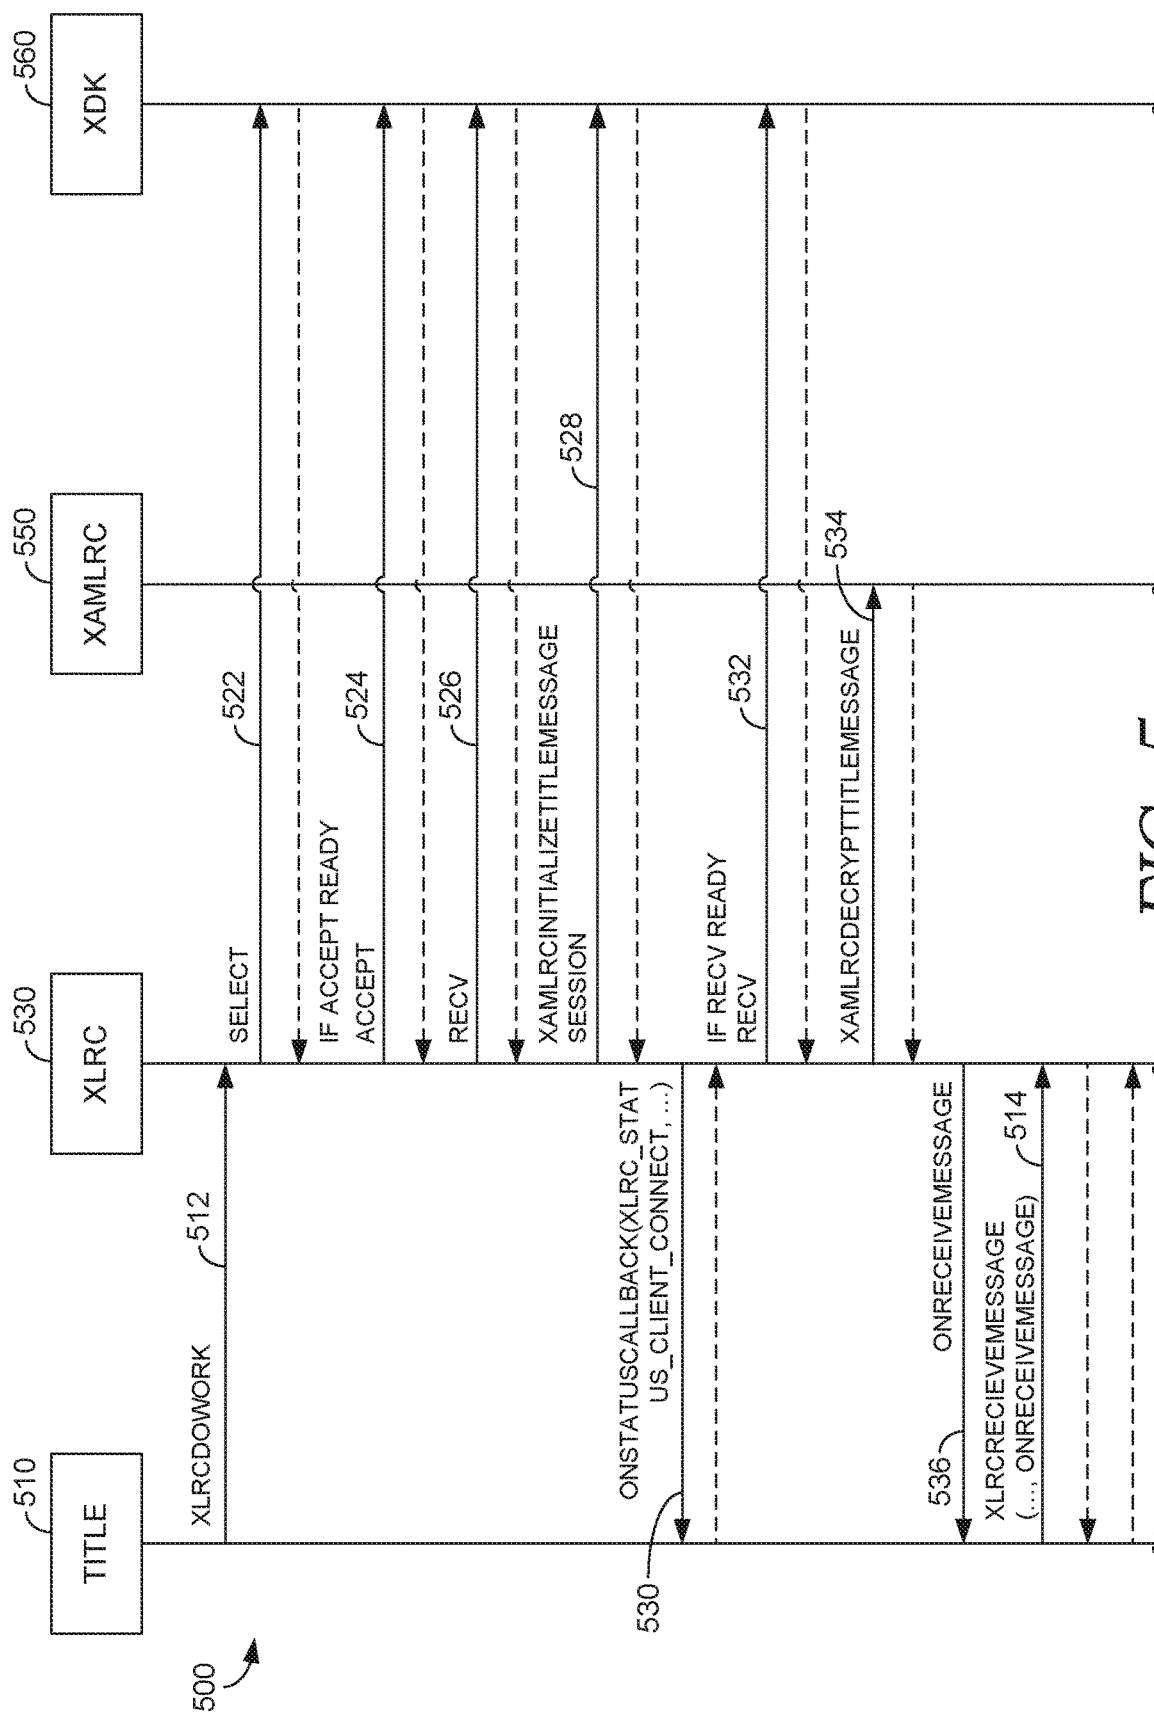 500
510
TITLE
530
XLRC
550
XAMLRC
560
XDK
XLRCDOWORK
512
SELECT
522
IF ACCEPT READY
ACCEPT
524
RECV
526
XAMLRCINITIALIZETITLEMESSAGE
SESSION
528
ONSTATUSCALLBACK(XLRC_STAT
US_CLIENT_CONNECT, ...)
530
IF RECV READY
RECV
532
XAMLRCDECRYPTTITLEMESSAGE
534
ONRECEIVEMESSAGE
536
XLRCRECIEVEMESSAGE
(..., ONRECEIVEMESSAGE)
514